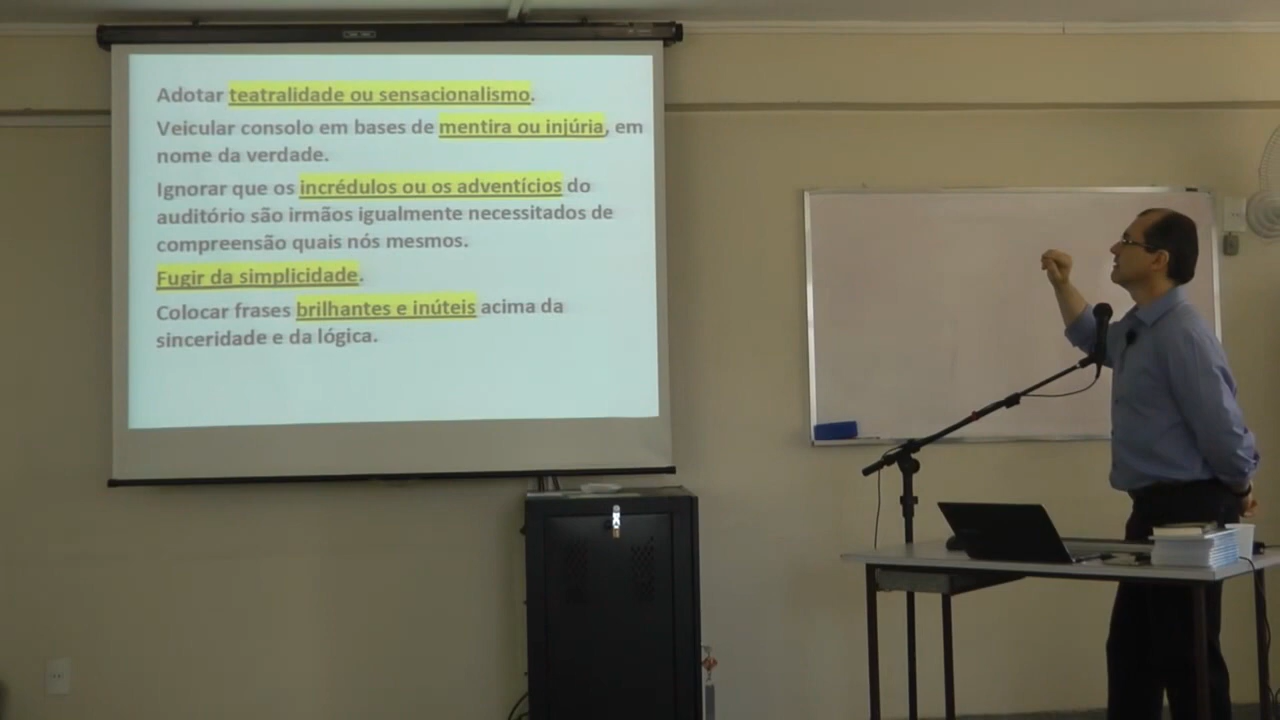 Adotar teatralidade ou sensacionalismo.
Veicular consolo em bases de mentira ou injúria, em
nome da verdade.
Ignorar que os incrédulos ou os adventícios do
auditório são irmãos igualmente necessitados de
compreensão quais nós mesmos.
Fugir da simplicidade.
Colocar frases brilhantes e inúteis acima da
sinceridade e da lógica.